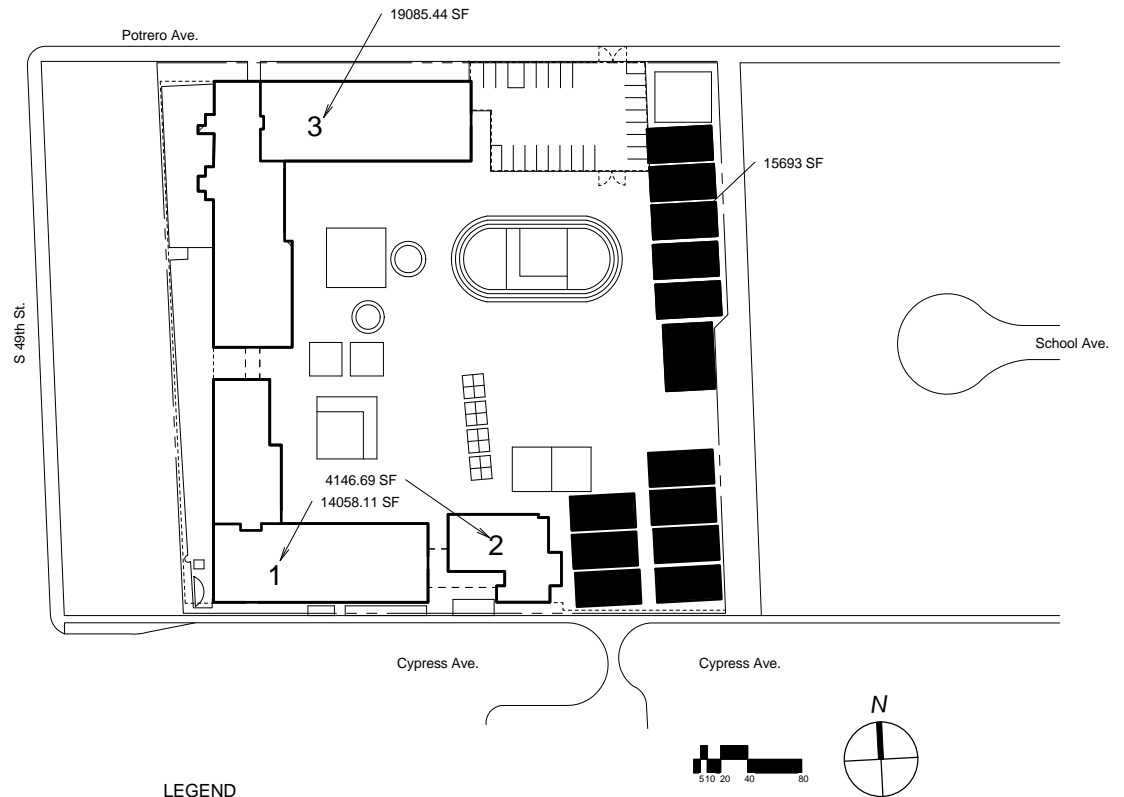 19085.44 SF
Potrero Ave.
3
15693 SF
S 49th St.
School Ave.
4146.69 SF
14058.11 SF
2
1
Cypress Ave.
Cypress Ave.
N
5 10 20 40 80
LEGEND